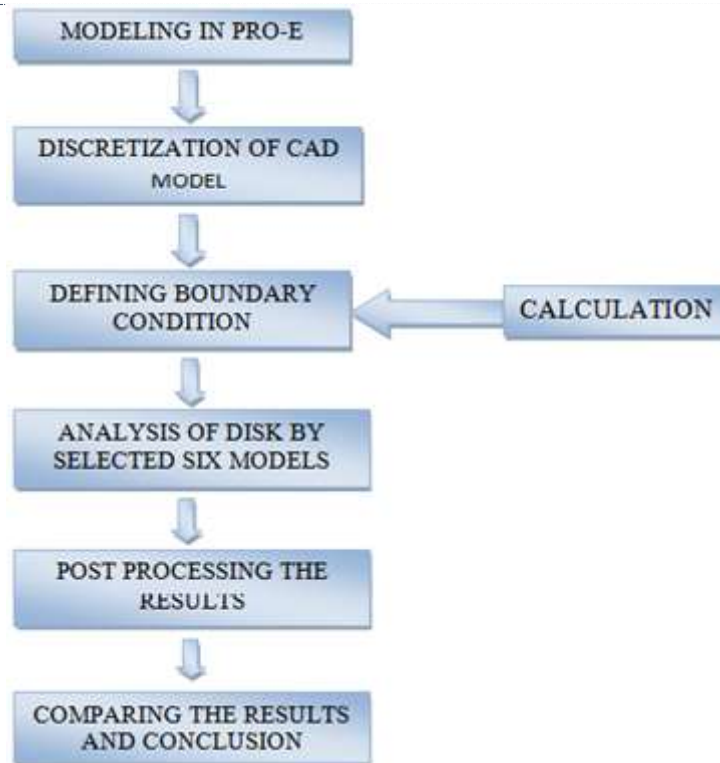 MODELING IN PRO-E
DISCRETIZATION OF CAD
MODEL
DEFINING BOUNDARY
CONDITION
CALCULATION
ANALYSIS OF DISK BY
SELECTED SIX MODELS
POST PROCESSING THE
RESULTS
COMPARING THE RESULTS
AND CONCLUSION